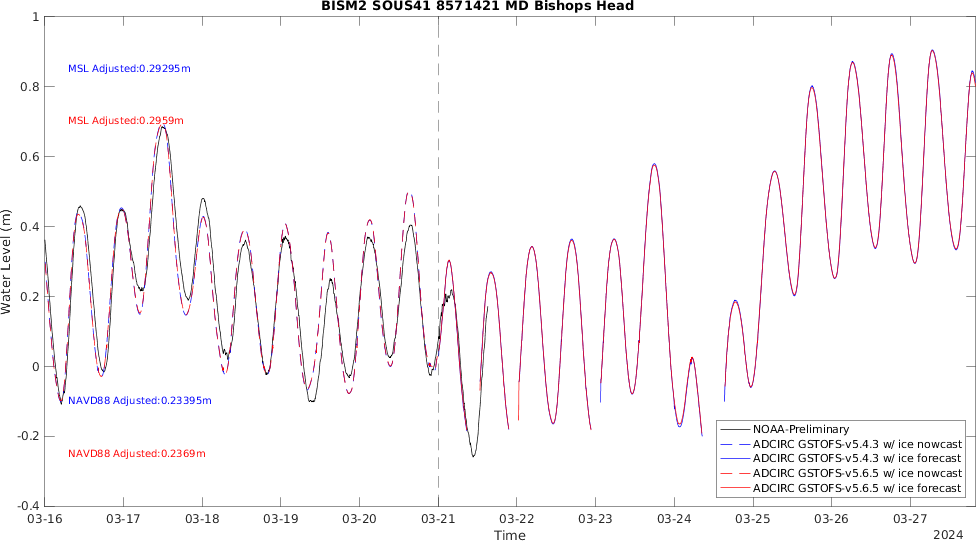 BISM2 SOUS41 8571421 MD Bishops Head
1
0.8
0.6
0.4
0.2
0
-0.2
-0.4
Water Level (m)
MSL Adjusted:0.29295m
MSL Adjusted:0.2959m
NAVD88 Adjusted:0.23395m
NAVD88 Adjusted:0.2369m
NOAA-Preliminary
ADCIRC GSTOFS-v5.4.3 w/ ice nowcast
ADCIRC GSTOFS-v5.4.3 w/ ice forecast
ADCIRC GSTOFS-v5.6.5 w/ ice nowcast
ADCIRC GSTOFS-v5.6.5 w/ ice forecast
03-16 03-17 03-18 03-19 03-20 03-21 03-22 03-23 03-24 03-25 03-26 03-27
Time
2024